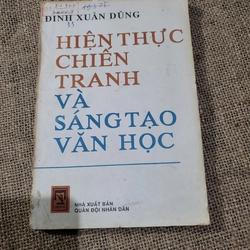 ĐINH XUÂN DŨNG
HIỆN THỰC
CHIẾN
TRANH
VÀ
SÁNG TẠO
VĂN HỌC
NHÀ XUẤT BẢN
QUÂN ĐỘI NHÂN DÂN